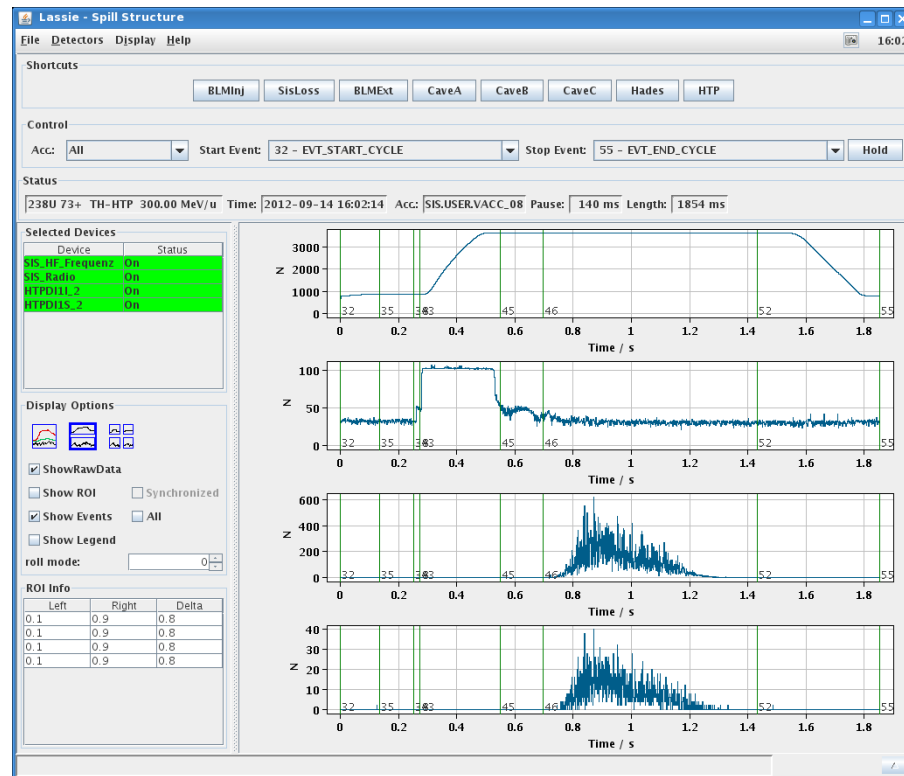 Lassie - Spill Structure
File Detectors Display Help 16:02
Shortcuts
BLMInj SisLoss BLMExt CaveA CaveB CaveC Hades HTP
Control
Acc.: All Start Event: 32 - EVT_START_CYCLE Stop Event: 55 - EVT_END_CYCLE Hold
Status
238U 73+ TH-HTP 300.00 MeV/u Time: 2012-09-14 16:02:14 Acc.: SIS.USER.VACC_08 Pause: 140 ms Length: 1854 ms
Selected Devices
Device Status
SIS_HF_Frequenz On
SIS_Radio On
HTPDI1I_2 On
HTPDI1S_2 On
Display Options
ShowRawData
Show ROI Synchronized
Show Events All
Show Legend
roll mode: 0
ROI Info
Left Right Delta
0.1 0.9 0.8
0.1 0.9 0.8
0.1 0.9 0.8
0.1 0.9 0.8
3000
2000
1000
0
N
32 35 45 46 52 55
0 0.2 0.4 0.6 0.8 1 1.2 1.4 1.6 1.8
Time / s
100
50
0
N
32 35 45 46 52 55
0 0.2 0.4 0.6 0.8 1 1.2 1.4 1.6 1.8
Time / s
600
400
200
0
N
32 35 45 46 52 55
0 0.2 0.4 0.6 0.8 1 1.2 1.4 1.6 1.8
Time / s
40
30
20
10
0
N
32 35 45 46 52 55
0 0.2 0.4 0.6 0.8 1 1.2 1.4 1.6 1.8
Time / s